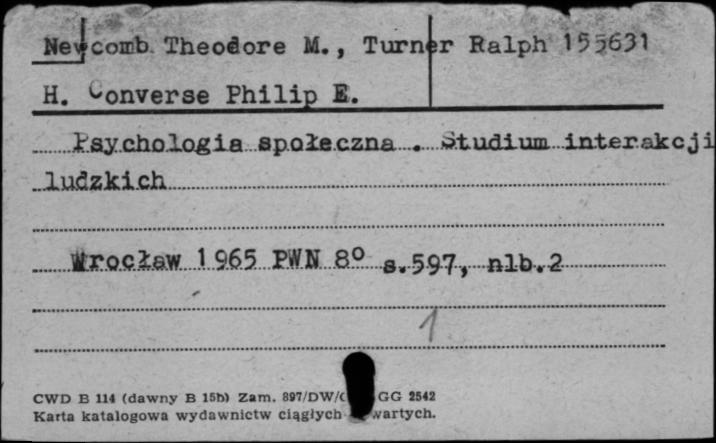 Newcomb Theodore M., Turner Ralph 155631
H. Converse Philip E.
Psychologia społeczna . Studium interakcji
ludzkich
Wrocław 1965 PWN 8° s.597, nlb.2
1
CWD B 114 (dawny B 15b) Zam. 897/DW/ GG 2542
Karta katalogowa wydawnictw ciągłych